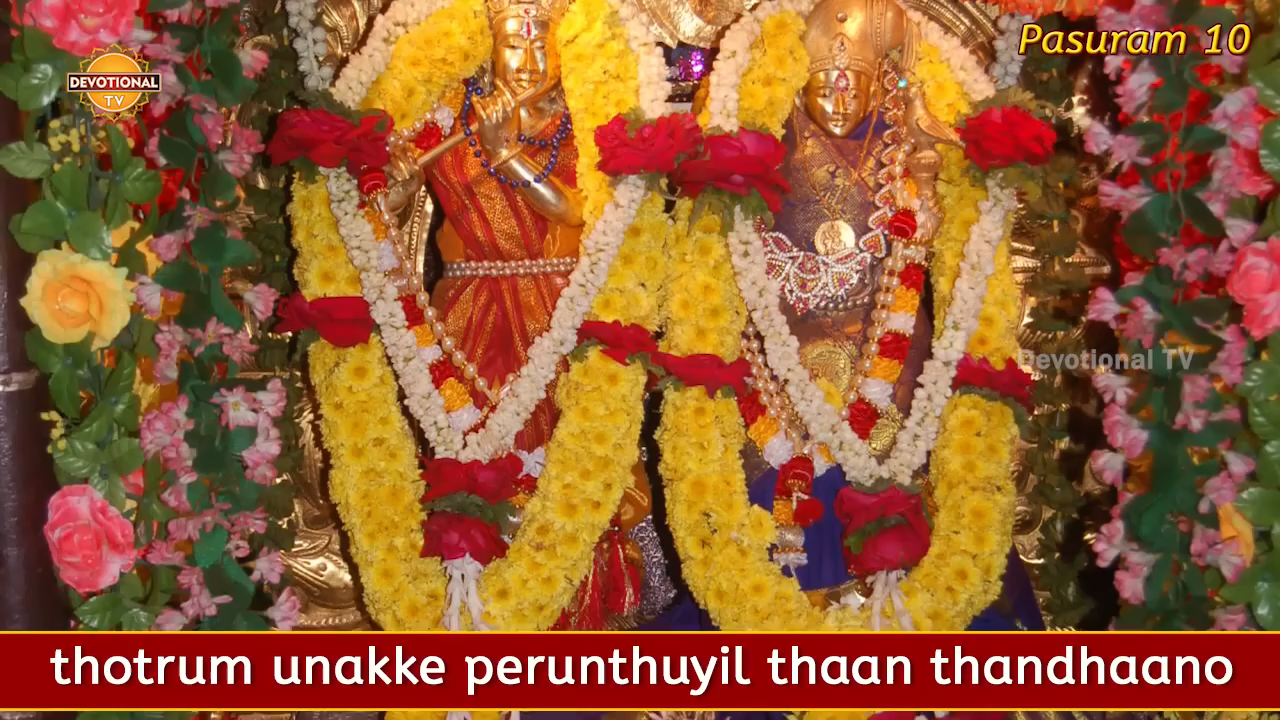 Pasuram 10
DEVOTIONAL
TV
Devotional TV
thotrum unakke perunthuyil thaan thandhaano